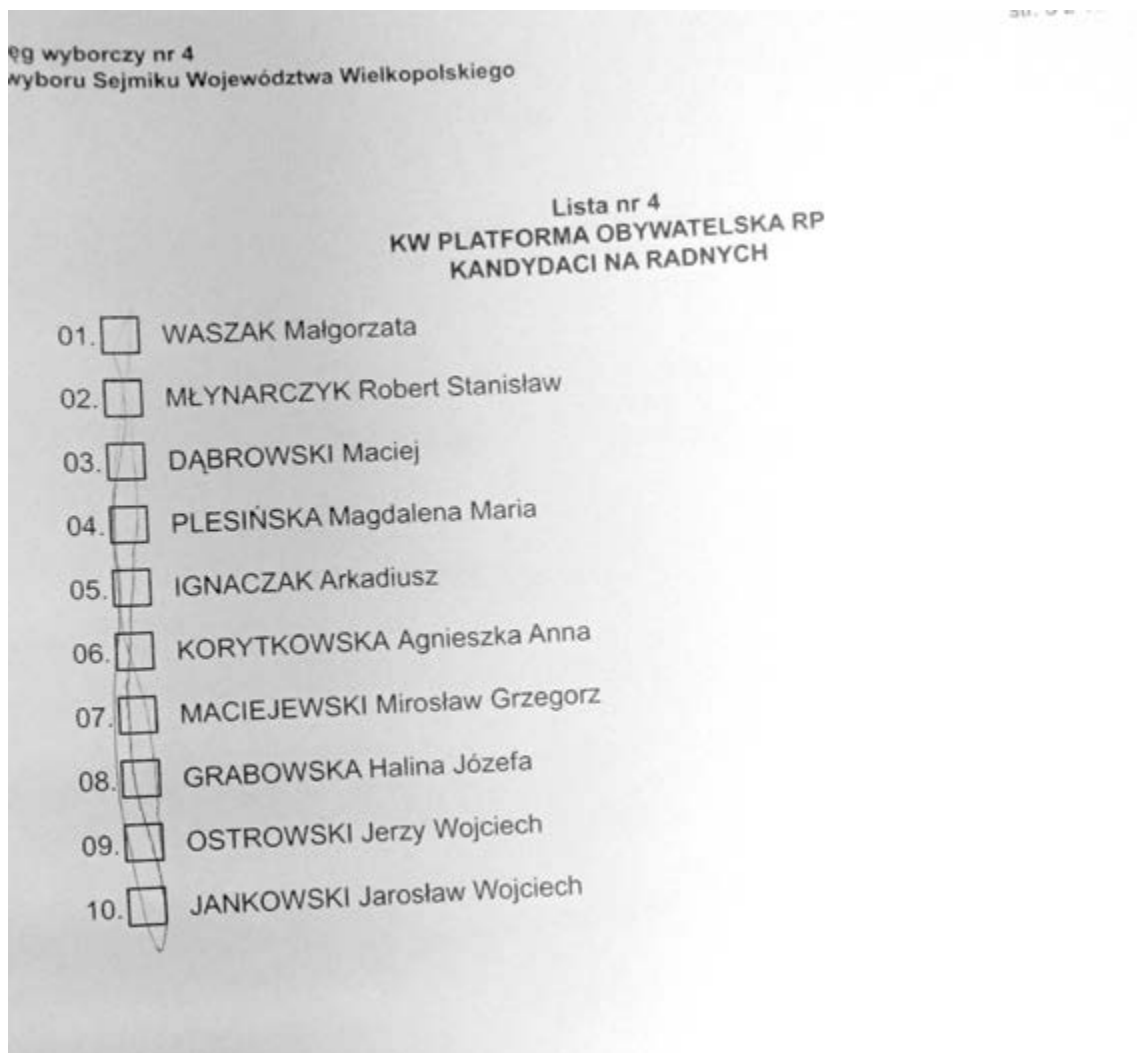 ęg wyborczy nr 4
wyboru Sejmiku Województwa Wielkopolskiego
Lista nr 4
KW PLATFORMA OBYWATELSKA RP
KANDYDACI NA RADNYCH
01. WASZAK Małgorzata
02. MŁYNARCZYK Robert Stanisław
03. DĄBROWSKI Maciej
04. PLESIŃSKA Magdalena Maria
05. IGNACZAK Arkadiusz
06. KORYTKOWSKA Agnieszka Anna
07. MACIEJEWSKI Mirosław Grzegorz
08. GRABOWSKA Halina Józefa
09. OSTROWSKI Jerzy Wojciech
10. JANKOWSKI Jarosław Wojciech